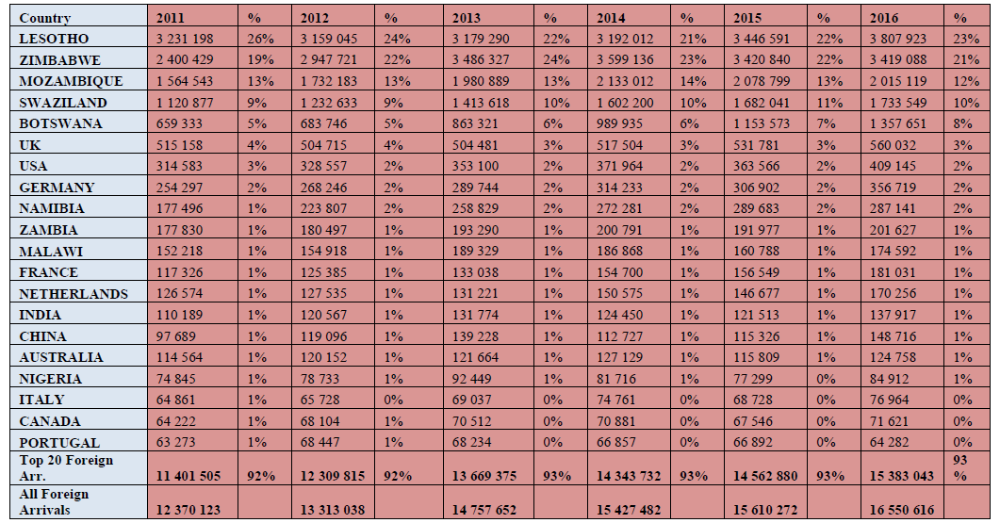 Country 2011 % 2012 % 2013 % 2014 % 2015 % 2016 %
LESOTHO 3 231 198 26% 3 159 045 24% 3 179 290 22% 3 192 012 21% 3 446 591 22% 3 807 923 23%
ZIMBABWE 2 400 429 19% 2 947 721 22% 3 486 327 24% 3 599 136 23% 3 420 840 22% 3 419 088 21%
MOZAMBIQUE 1 564 543 13% 1 732 183 13% 1 980 889 13% 2 133 012 14% 2 078 799 13% 2 015 119 12%
SWAZILAND 1 120 877 9% 1 232 633 9% 1 413 618 10% 1 602 200 10% 1 682 041 11% 1 733 549 10%
BOTSWANA 659 333 5% 683 746 5% 863 321 6% 989 935 6% 1 153 573 7% 1 357 651 8%
UK 515 158 4% 504 715 4% 504 481 3% 517 504 3% 531 781 3% 560 032 3%
USA 314 583 3% 328 557 2% 353 100 2% 371 964 2% 363 566 2% 409 145 2%
GERMANY 254 297 2% 268 246 2% 289 744 2% 314 233 2% 306 902 2% 356 719 2%
NAMIBIA 177 496 1% 223 807 2% 258 829 2% 272 281 2% 289 683 2% 287 141 2%
ZAMBIA 177 830 1% 180 497 1% 193 290 1% 200 791 1% 191 977 1% 201 627 1%
MALAWI 152 218 1% 154 918 1% 189 329 1% 186 868 1% 160 788 1% 174 592 1%
FRANCE 117 326 1% 125 385 1% 133 038 1% 154 700 1% 156 549 1% 181 031 1%
NETHERLANDS 126 574 1% 127 535 1% 131 221 1% 150 575 1% 146 677 1% 170 256 1%
INDIA 110 189 1% 120 567 1% 131 774 1% 124 450 1% 121 513 1% 137 917 1%
CHINA 97 689 1% 119 096 1% 139 228 1% 112 727 1% 115 326 1% 148 716 1%
AUSTRALIA 114 564 1% 120 152 1% 121 664 1% 127 129 1% 115 809 1% 124 758 1%
NIGERIA 74 845 1% 78 733 1% 92 449 1% 81 716 1% 77 299 0% 84 912 1%
ITALY 64 861 1% 65 728 0% 69 037 0% 74 761 0% 68 728 0% 76 964 0%
CANADA 64 222 1% 68 104 1% 70 512 0% 70 881 0% 67 546 0% 71 621 0%
PORTUGAL 63 273 1% 68 447 1% 68 234 0% 66 857 0% 66 892 0% 64 282 0%
Top 20 Foreign 93
Arr. 11 401 505 92% 12 309 815 92% 13 669 375 93% 14 343 732 93% 14 562 880 93% 15 383 043 %
All Foreign
Arrivals 12 370 123 13 313 038 14 757 652 15 427 482 15 610 272 16 550 616